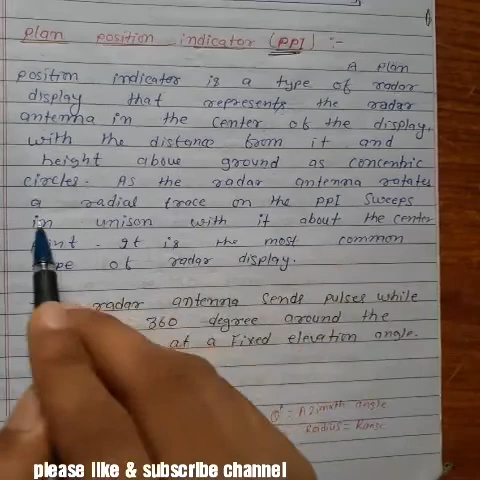 plan position indicator (PPI) :-
A plan
position indicator is a type of radar
display that represents the radar
antenna in the center of the display,
with the distance from it and
height above ground as concentric
circles. As the radar antenna rotates
a radial trace on the PPI sweeps
in unison with it about the center
. It is the most common
of radar display.
radar antenna sends pulses while
360 degree around the
at a Fixed elevation angle.
= Azimuth angle
radius =
please like & subscribe channel